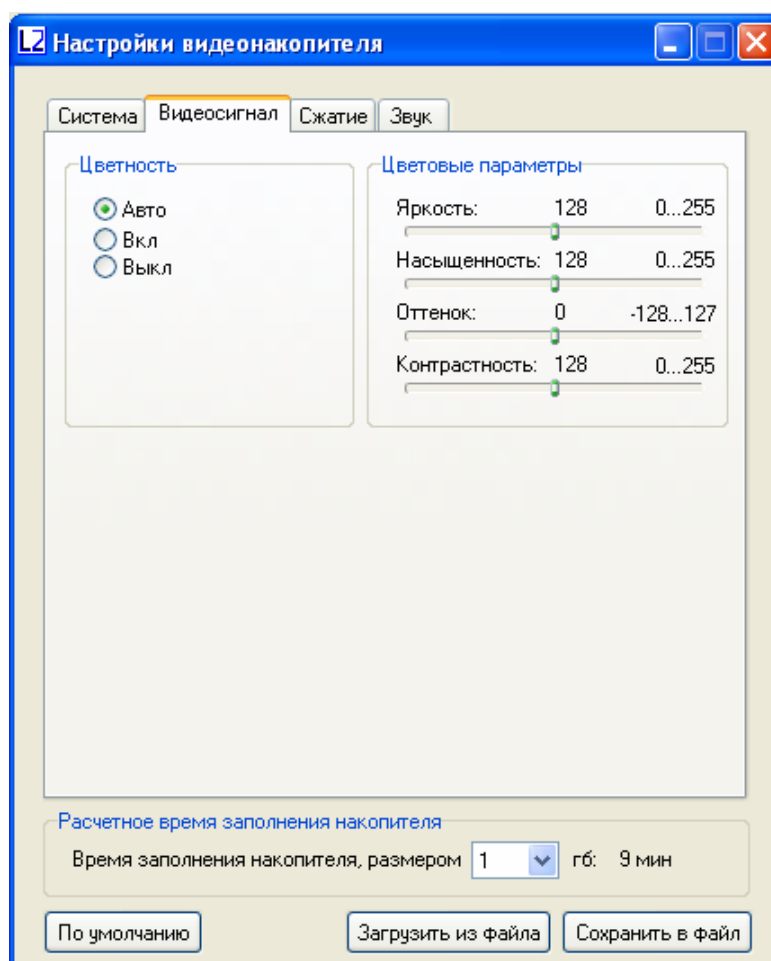 L2 Настройки видеонакопителя
Система Видеосигнал Сжатие Звук
Цветность
Авто
Вкл
Выкл
Цветовые параметры
Яркость: 128 0...255
Насыщенность: 128 0...255
Оттенок: 0 -128...127
Контрастность: 128 0...255
Расчетное время заполнения накопителя
Время заполнения накопителя, размером 1 гб: 9 мин
По умолчанию Загрузить из файла Сохранить в файл